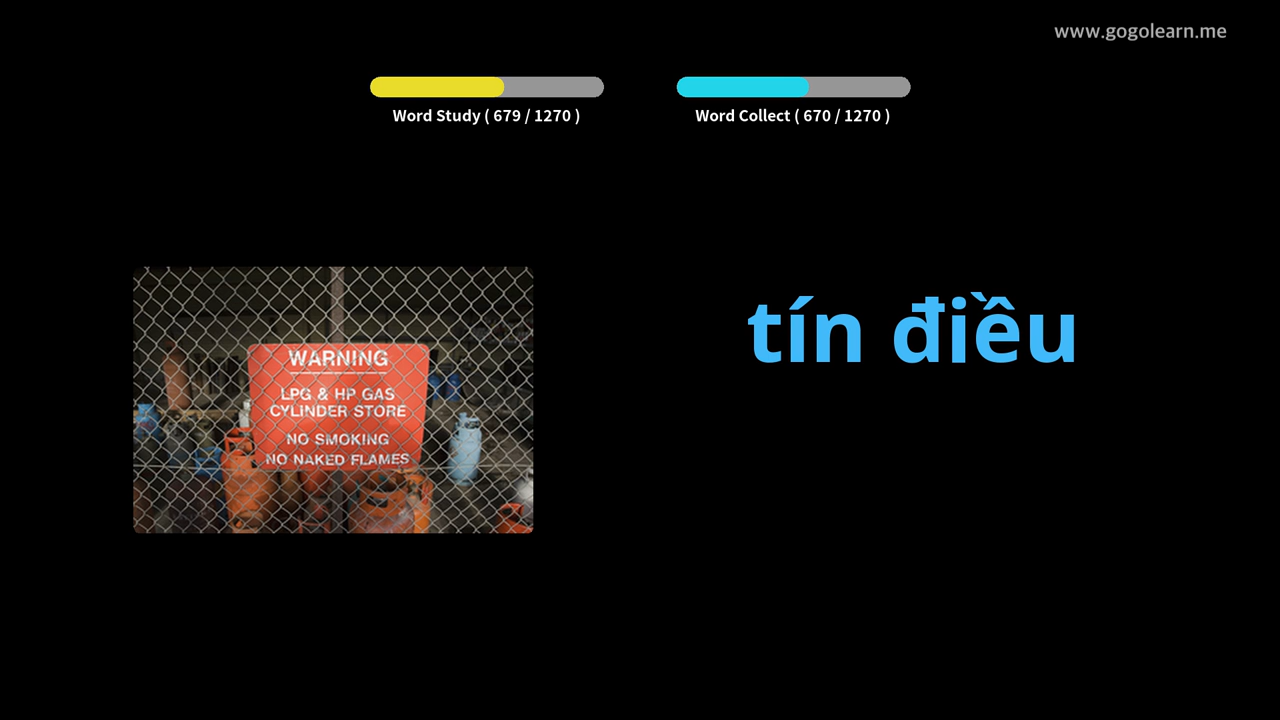 www.gogolearn.me
Word Study ( 679 / 1270 )
Word Collect ( 670 / 1270 )
WARNING
LPG & HP GAS
CYLINDER STORE
NO SMOKING
NO NAKED FLAMES
tín điều